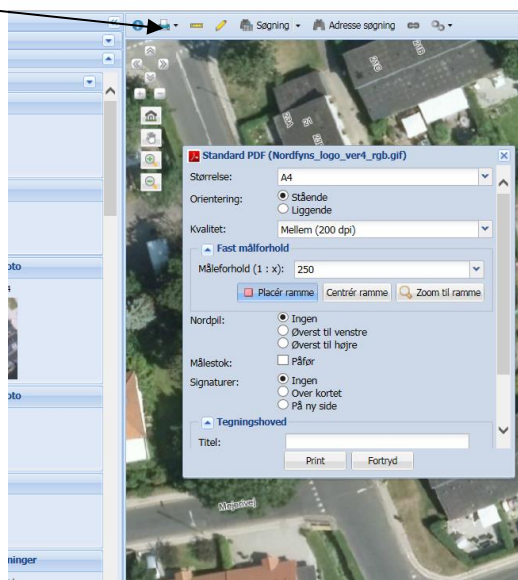 Søgning
Adresse søgning
Standard PDF (Nordfyns_logo_ver4_rgb.gif)
Størrelse:
A4
Orientering:
Stående
Liggende
Kvalitet:
Mellem (200 dpi)
Fast målforhold
Måleforhold (1 : x):
250
Placér ramme
Centrér ramme
Zoom til ramme
Nordpil:
Ingen
Øverst til venstre
Øverst til højre
Målestok:
Påfør
Signaturer:
Ingen
Over kortet
På ny side
Tegningshoved
Titel:
Print
Fortryd
Majorivej
oto
oto
ninger